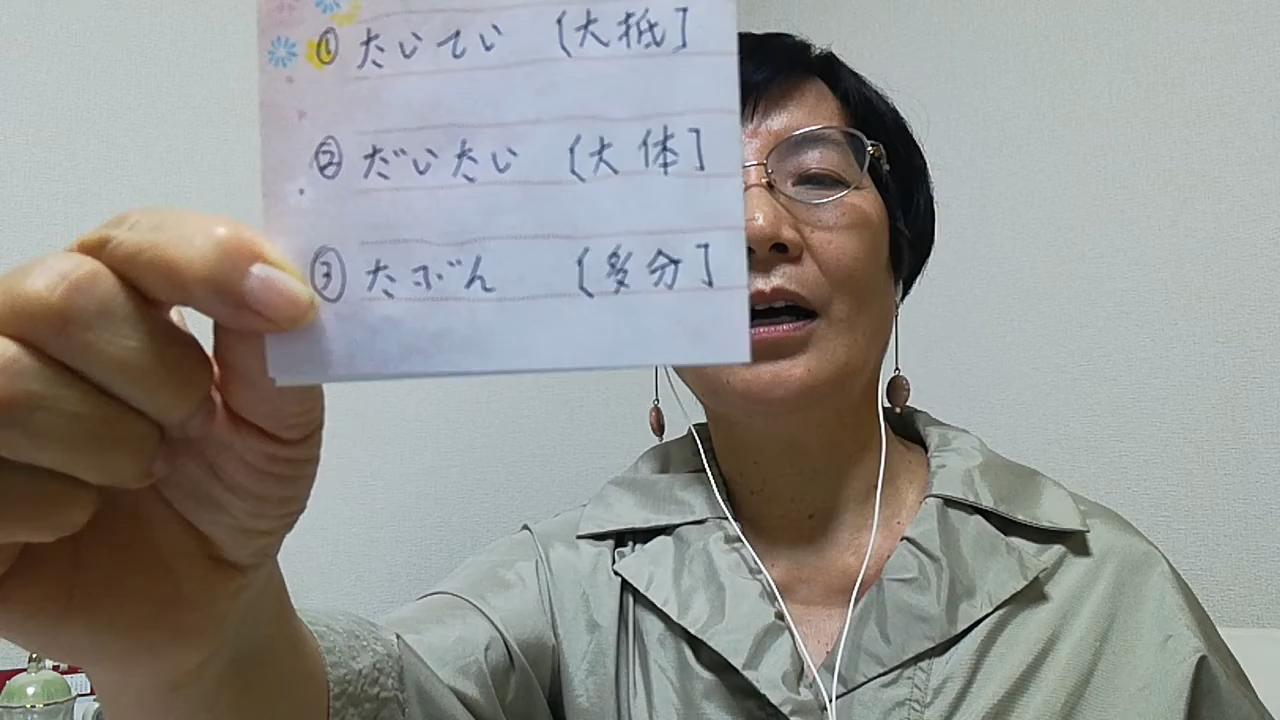 ① たいてい [大抵]
② だいたい [大体]
③ たぶん [多分]